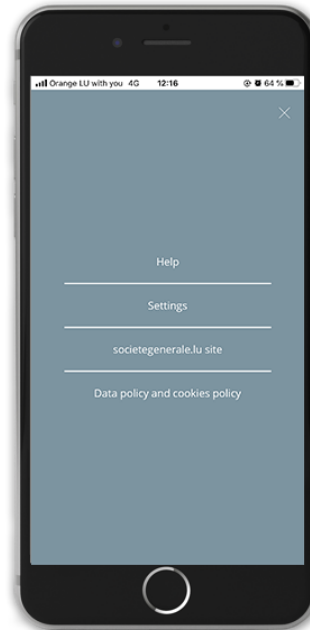 Orange LU with you 4G 12:16 64 %
Help
Settings
societegenerale.lu site
Data policy and cookies policy